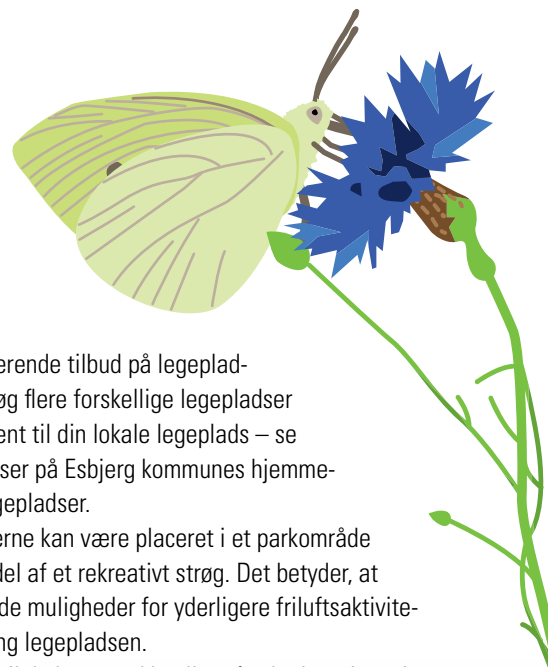 erende tilbud på legeplad-
øg flere forskellige legepladser
ent til din lokale legeplads – se
ser på Esbjerg kommunes hjemme-
gepladser.
erne kan være placeret i et parkområde
del af et rekreativt strøg. Det betyder, at
de muligheder for yderligere friluftsaktivite-
ng legepladsen.